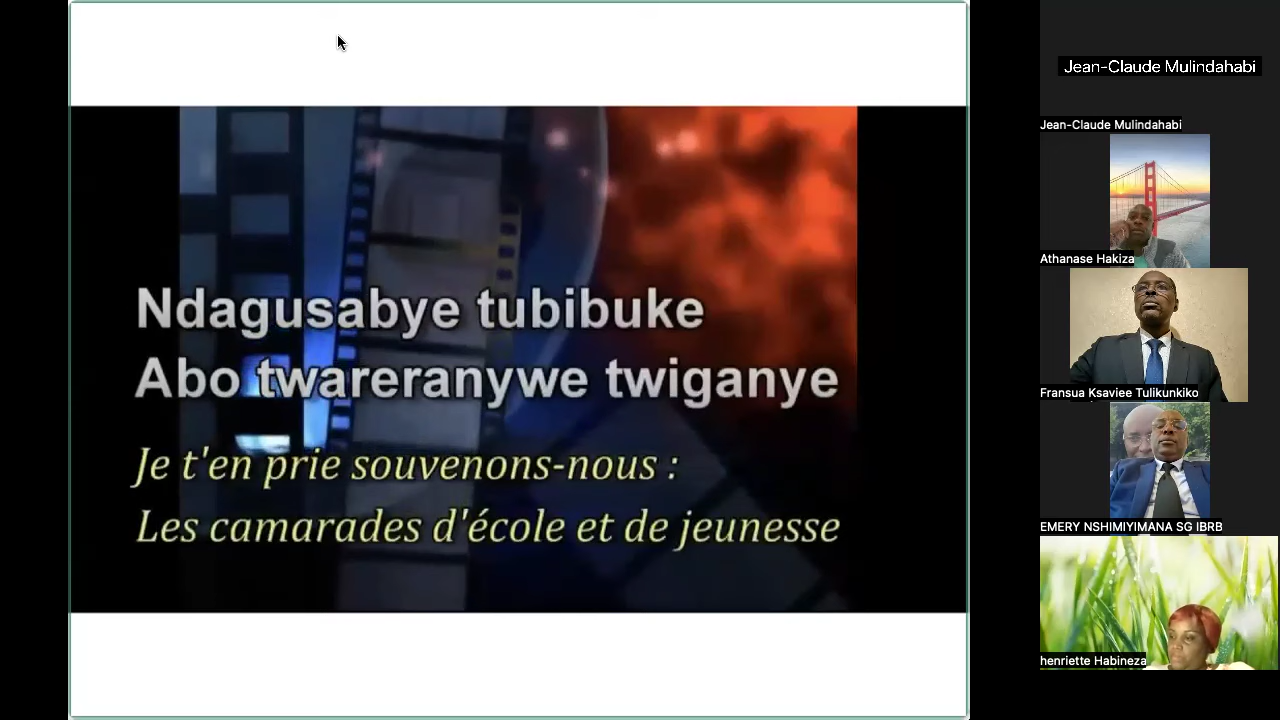 Ndagusabye tubibuke
Abo twareranywe twiganye
Je t'en prie souvenons-nous :
Les camarades d'école et de jeunesse
Jean-Claude Mulindahabi
Jean-Claude Mulindahabi
Athanase Hakiza
Fransua Ksaviee Tulikunkiko
EMERY NSHIMIYIMANA SG IBRB
henriette Habineza